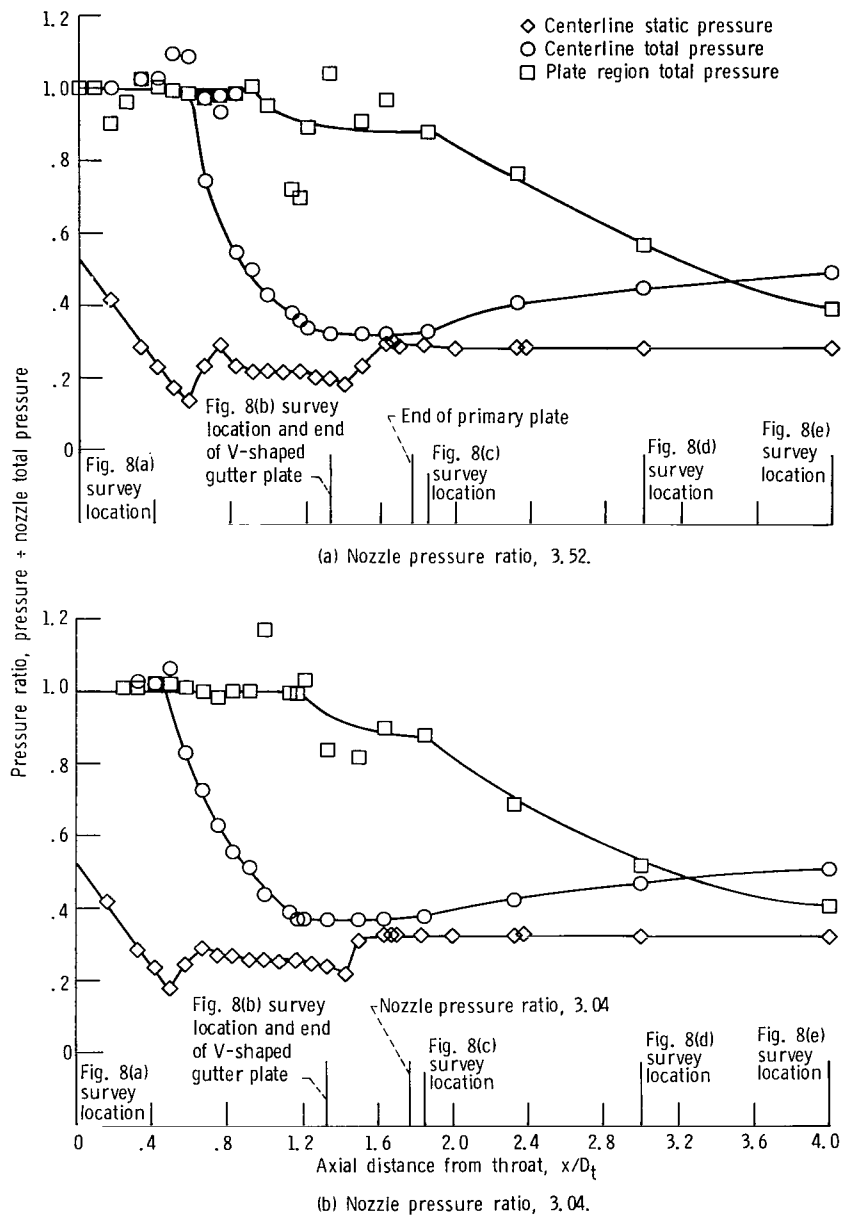 Centerline static pressure
Centerline total pressure
Plate region total pressure
1.2
1.0
.8
.6
.4
.2
0
Fig. 8(a)
survey
location
Fig. 8(b) survey
location and end
of V-shaped
gutter plate
End of primary plate
Fig. 8(c)
survey
location
Fig. 8(d)
survey
location
Fig. 8(e)
survey
location
(a) Nozzle pressure ratio, 3.52.
Pressure ratio, pressure ÷ nozzle total pressure
1.2
1.0
.8
.6
.4
.2
0
Fig. 8(a)
survey
location
Fig. 8(b) survey
location and end
of V-shaped
gutter plate
Nozzle pressure ratio, 3.04
Fig. 8(c)
survey
location
Fig. 8(d)
survey
location
Fig. 8(e)
survey
location
0 .4 .8 1.2 1.6 2.0 2.4 2.8 3.2 3.6 4.0
Axial distance from throat, x/Dt
(b) Nozzle pressure ratio, 3.04.